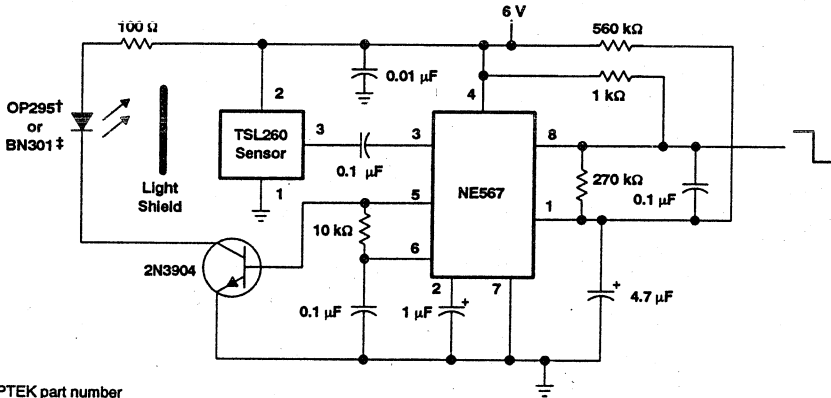 6 V
100 Ω
560 kΩ
0.01 µF
1 kΩ
2
4
OP295†
or
BN301‡
TSL260
Sensor
3
3
8
0.1 µF
Light
Shield
1
NE567
270 kΩ
0.1 µF
5
1
10 kΩ
6
2N3904
2
7
0.1 µF
1 µF
+
+
4.7 µF
PTEK part number